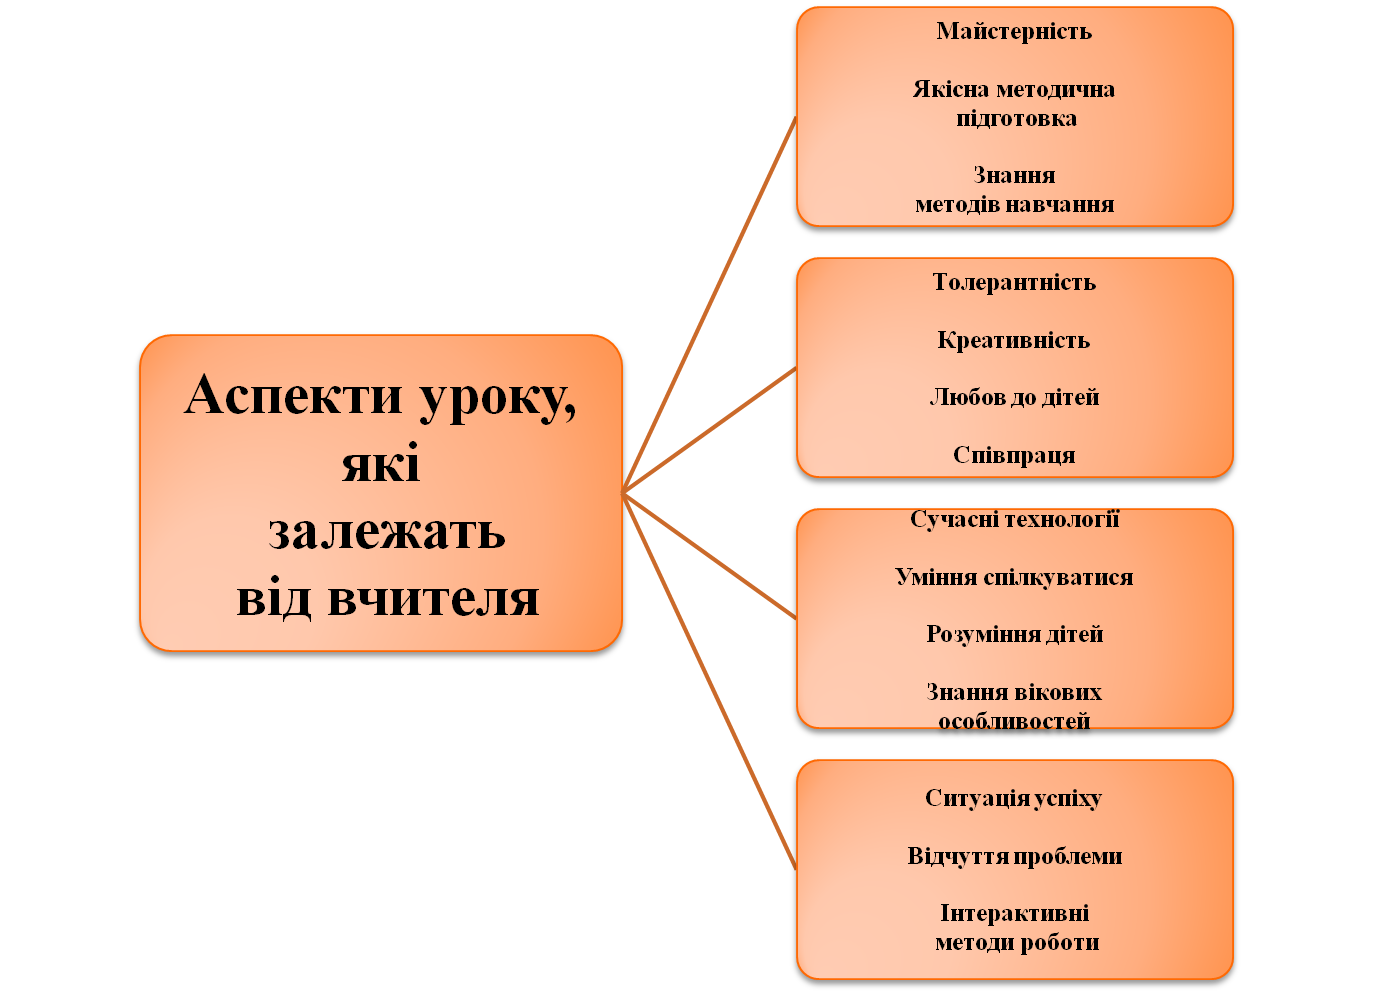 Аспекти уроку,
які
залежать
від вчителя
Майстерність
Якісна методична
підготовка
Знання
методів навчання
Толерантність
Креативність
Любов до дітей
Співпраця
Сучасні технології
Уміння спілкуватися
Розуміння дітей
Знання вікових
особливостей
Ситуація успіху
Відчуття проблеми
Інтерактивні
методи роботи